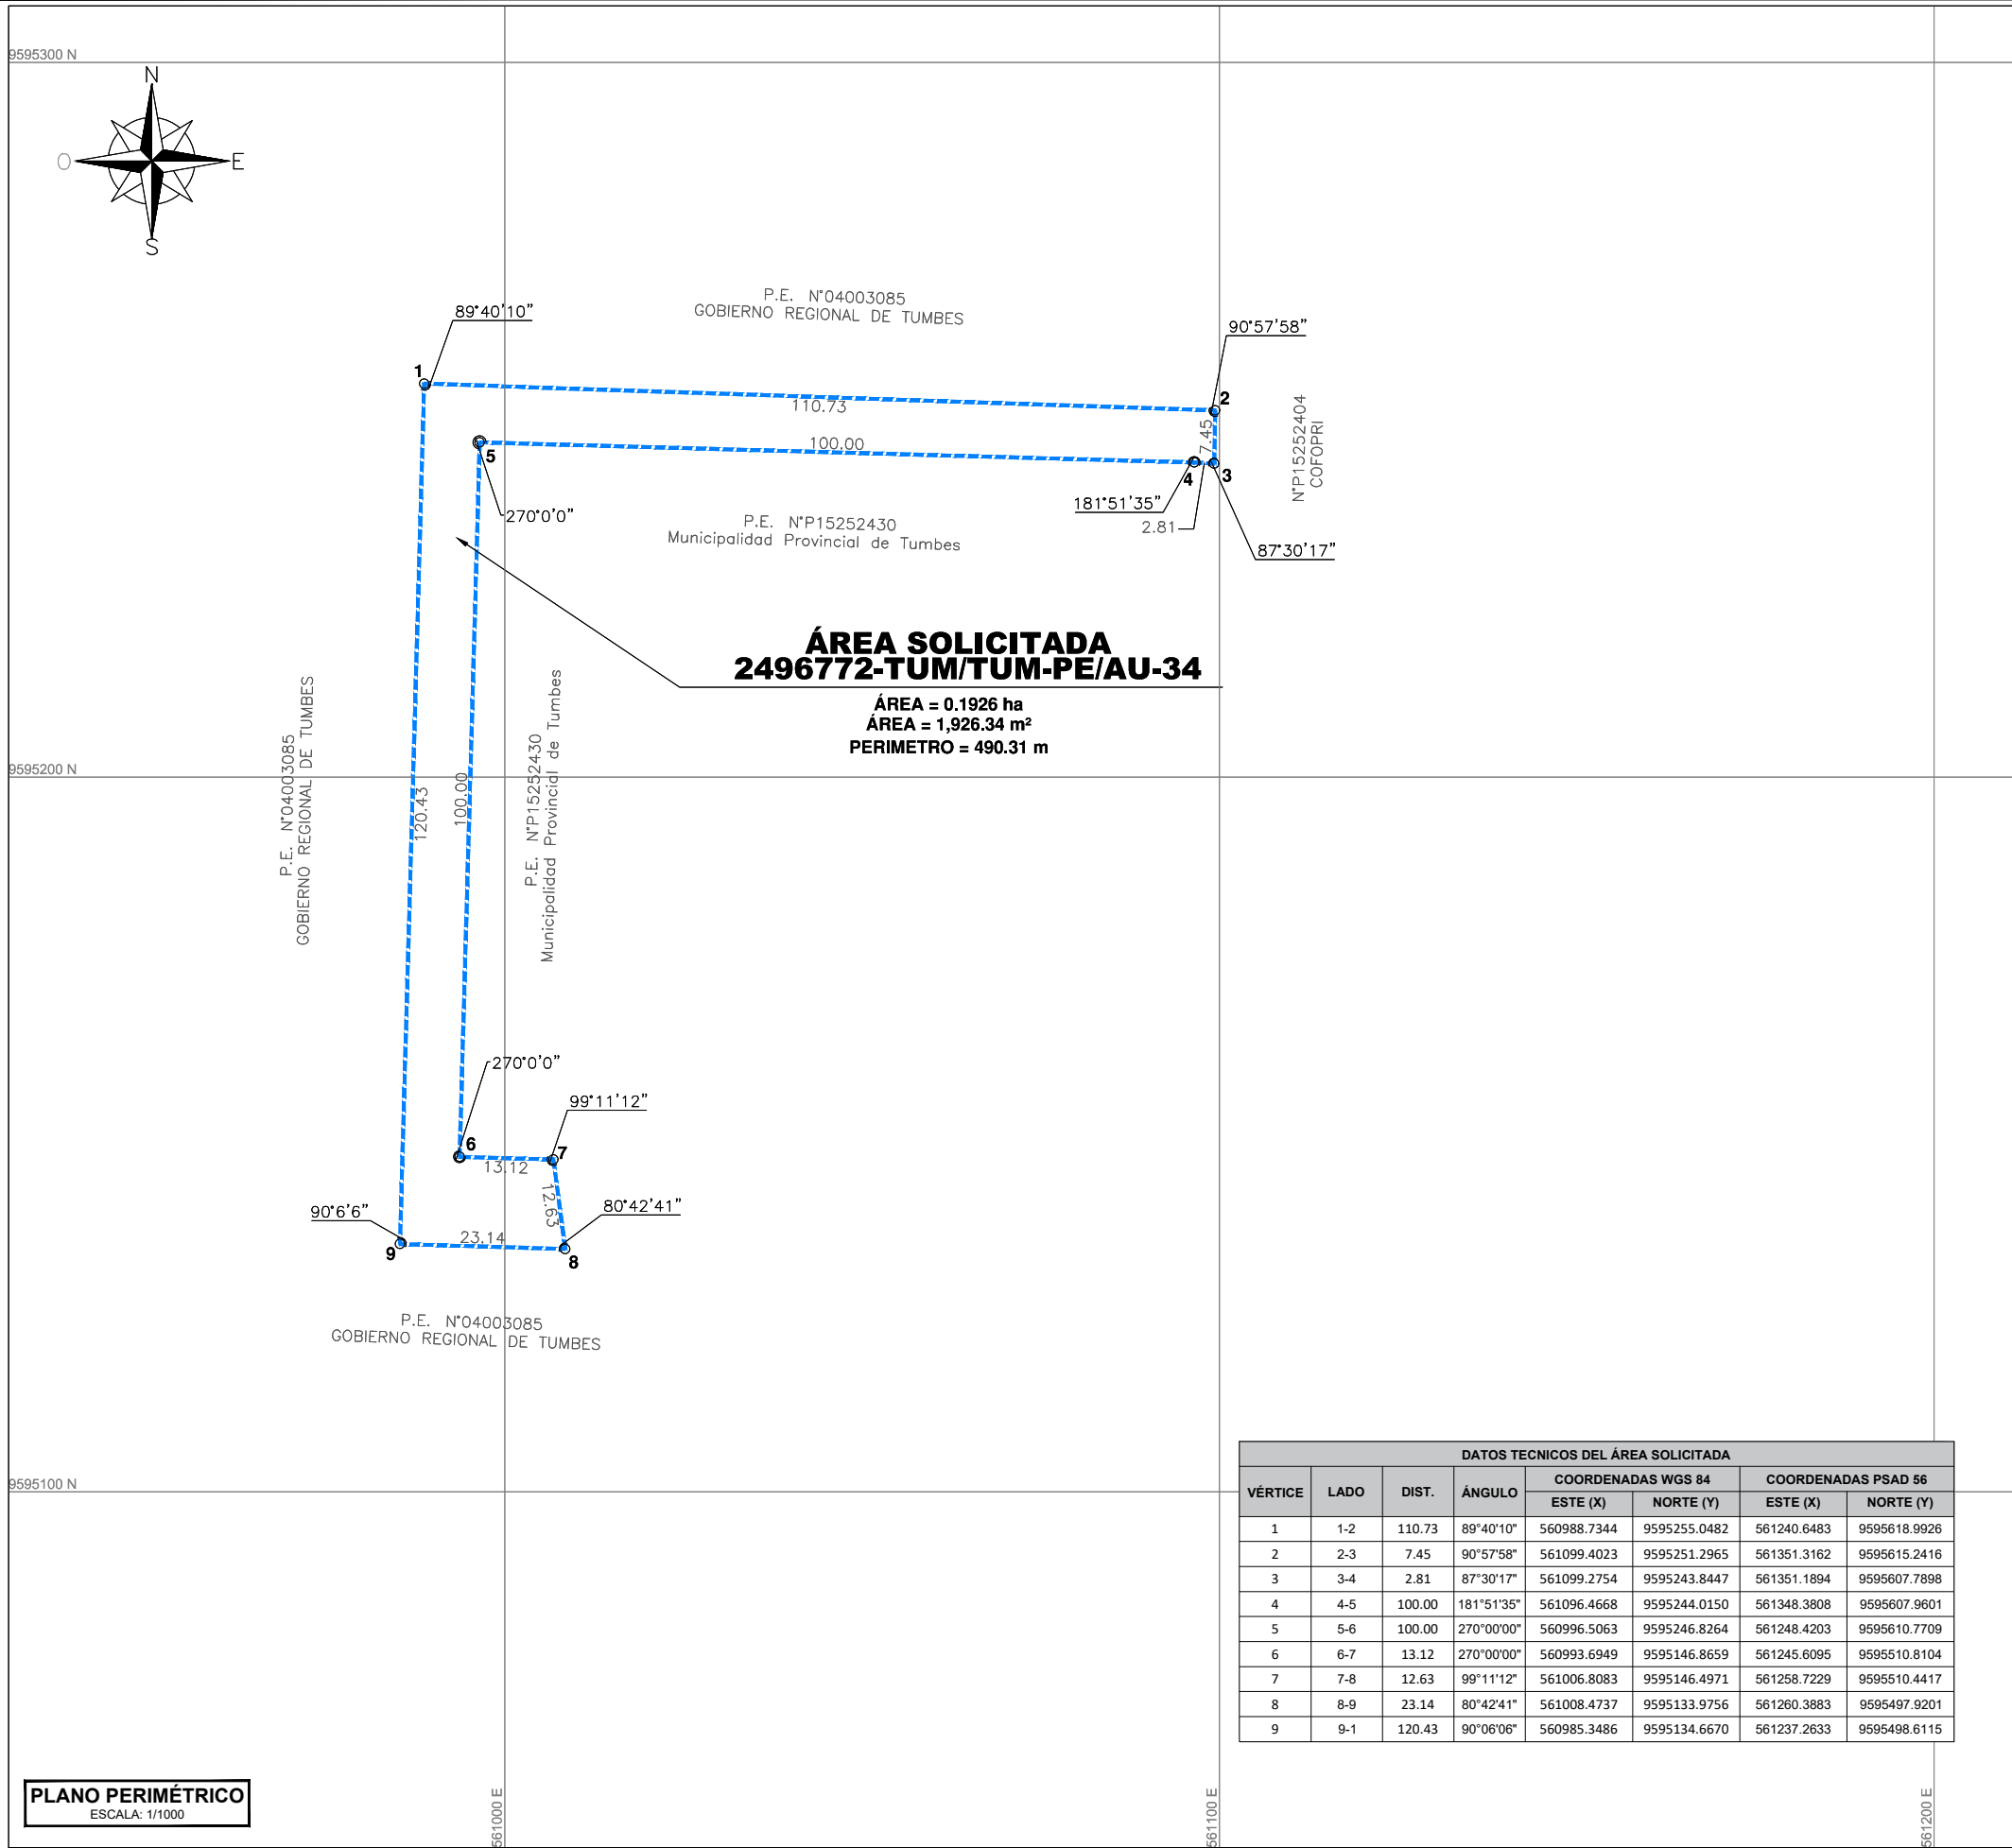 9595300 N
N
O
E
S
P.E. N°04003085
GOBIERNO REGIONAL DE TUMBES
89°40'10"
90°57'58"
1
2
110.73
7.45
N°P15252404
COFOPRI
100.00
5
4
3
181°51'35"
2.81
270°0'0"
87°30'17"
P.E. N°P15252430
Municipalidad Provincial de Tumbes
ÁREA SOLICITADA
2496772-TUM/TUM-PE/AU-34
ÁREA = 0.1926 ha
ÁREA = 1,926.34 m²
PERIMETRO = 490.31 m
9595200 N
P.E. N°04003085
GOBIERNO REGIONAL DE TUMBES
120.43
100.00
P.E. N°P15252430
Municipalidad Provincial de Tumbes
270°0'0"
99°11'12"
6
7
13.12
12.63
90°6'6"
80°42'41"
23.14
9
8
P.E. N°04003085
GOBIERNO REGIONAL DE TUMBES
9595100 N
DATOS TECNICOS DEL ÁREA SOLICITADA
VÉRTICE LADO DIST. ÁNGULO COORDENADAS WGS 84 COORDENADAS PSAD 56
ESTE (X) NORTE (Y) ESTE (X) NORTE (Y)
1 1-2 110.73 89°40'10" 560988.7344 9595255.0482 561240.6483 9595618.9926
2 2-3 7.45 90°57'58" 561099.4023 9595251.2965 561351.3162 9595615.2416
3 3-4 2.81 87°30'17" 561099.2754 9595243.8447 561351.1894 9595607.7898
4 4-5 100.00 181°51'35" 561096.4668 9595244.0150 561348.3808 9595607.9601
5 5-6 100.00 270°00'00" 560996.5063 9595246.8264 561248.4203 9595610.7709
6 6-7 13.12 270°00'00" 560993.6949 9595146.8659 561245.6095 9595510.8104
7 7-8 12.63 99°11'12" 561006.8083 9595146.4971 561258.7229 9595510.4417
8 8-9 23.14 80°42'41" 561008.4737 9595133.9756 561260.3883 9595497.9201
9 9-1 120.43 90°06'06" 560985.3486 9595134.6670 561237.2633 9595498.6115
PLANO PERIMÉTRICO
ESCALA: 1/1000
561000 E
561100 E
561200 E